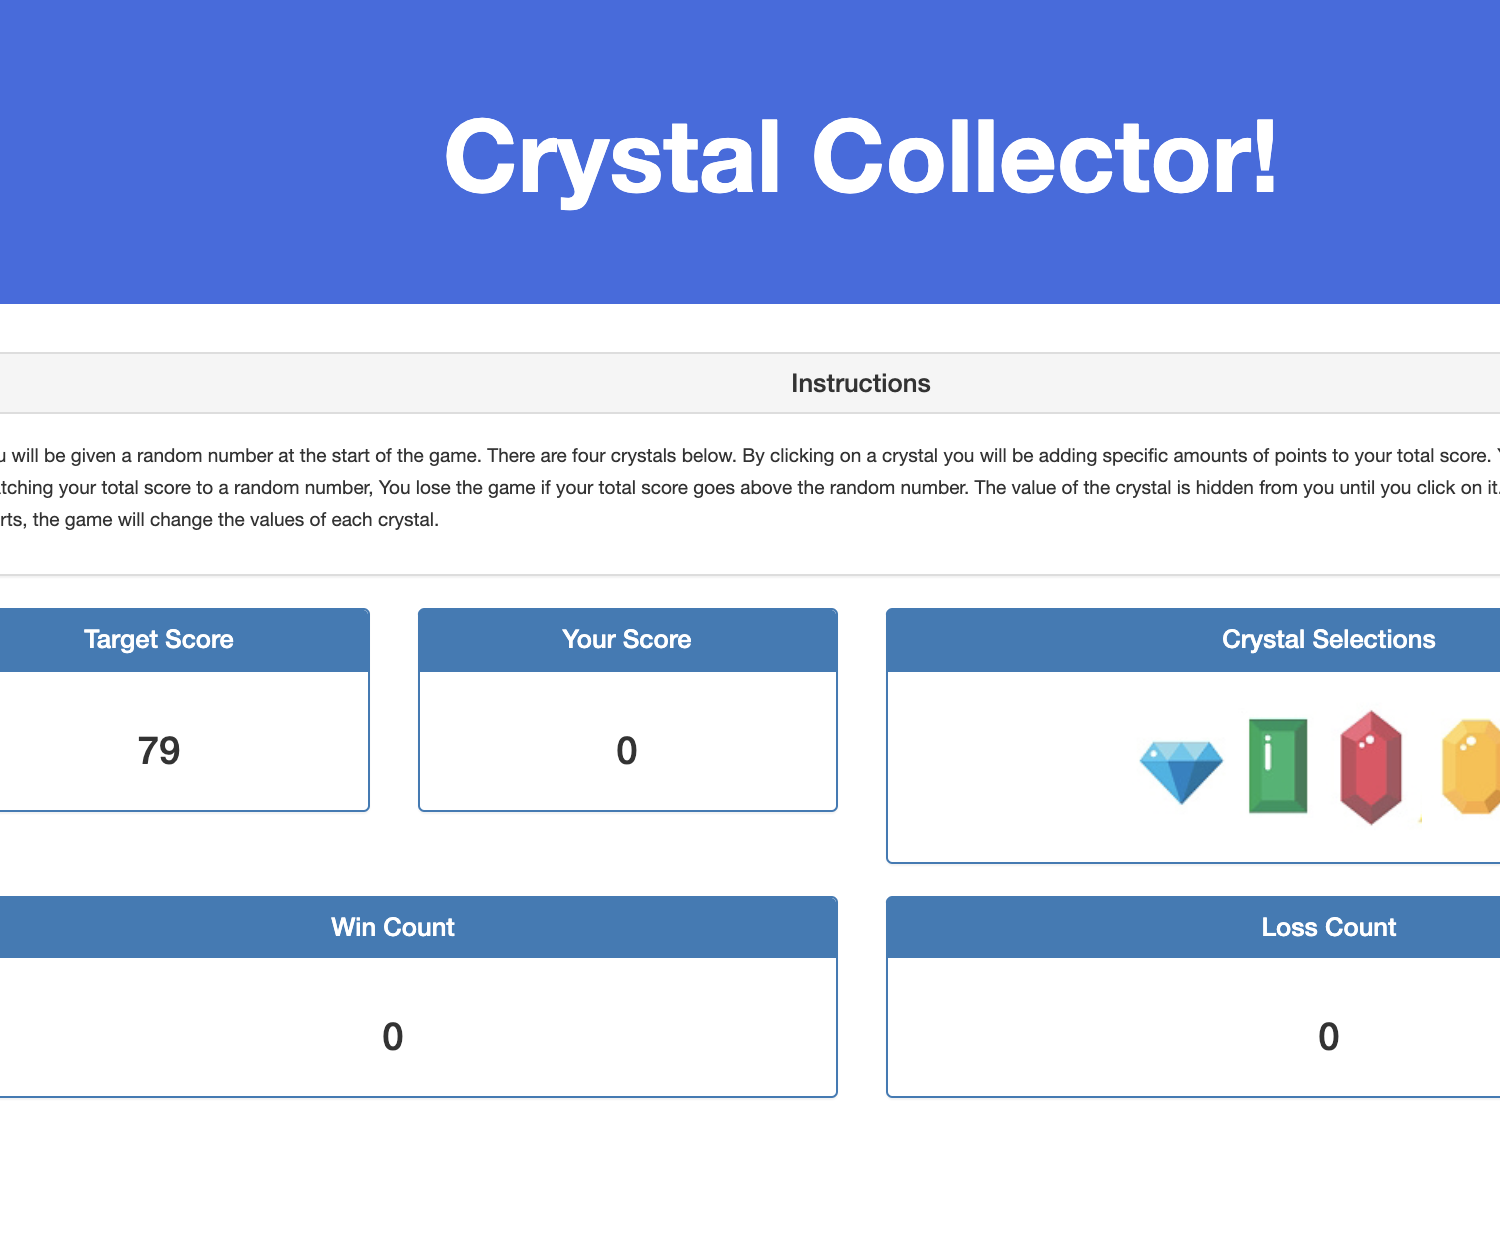 Crystal Collector!
Instructions
will be given a random number at the start of the game. There are four crystals below. By clicking on a crystal you will be adding specific amounts of points to your total score.
tching your total score to a random number, You lose the game if your total score goes above the random number. The value of the crystal is hidden from you until you click on it.
rts, the game will change the values of each crystal.
Target Score
Your Score
Crystal Selections
79
0
Win Count
Loss Count
0
0